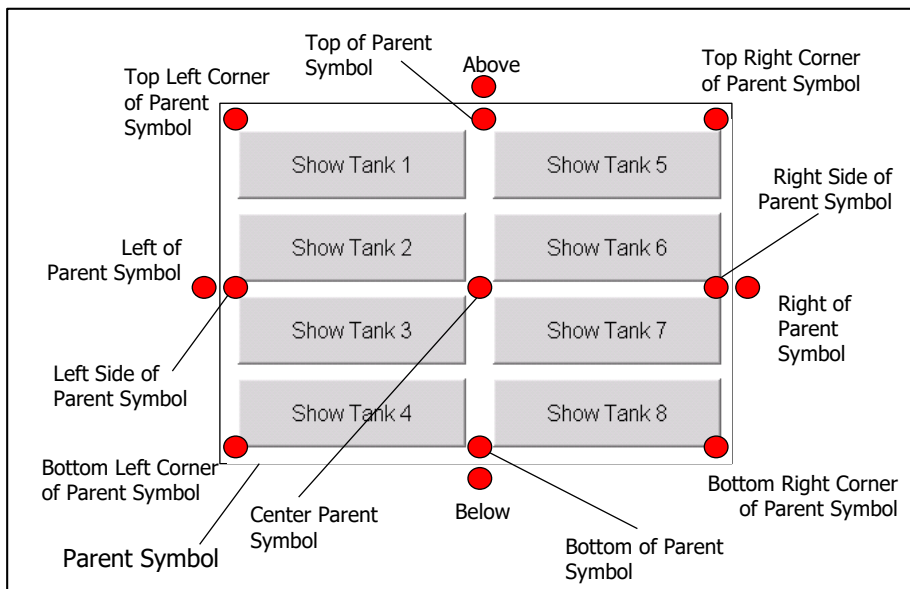 Top of Parent
Symbol
Above
Top Right Corner
of Parent Symbol
Top Left Corner
of Parent
Symbol
Show Tank 1
Show Tank 5
Right Side of
Parent Symbol
Left of
Parent Symbol
Show Tank 2
Show Tank 6
Right of
Parent
Symbol
Show Tank 3
Show Tank 7
Left Side of
Parent Symbol
Show Tank 4
Show Tank 8
Bottom Left Corner
of Parent Symbol
Center Parent
Symbol
Below
Bottom Right Corner
of Parent Symbol
Parent Symbol
Bottom of Parent
Symbol